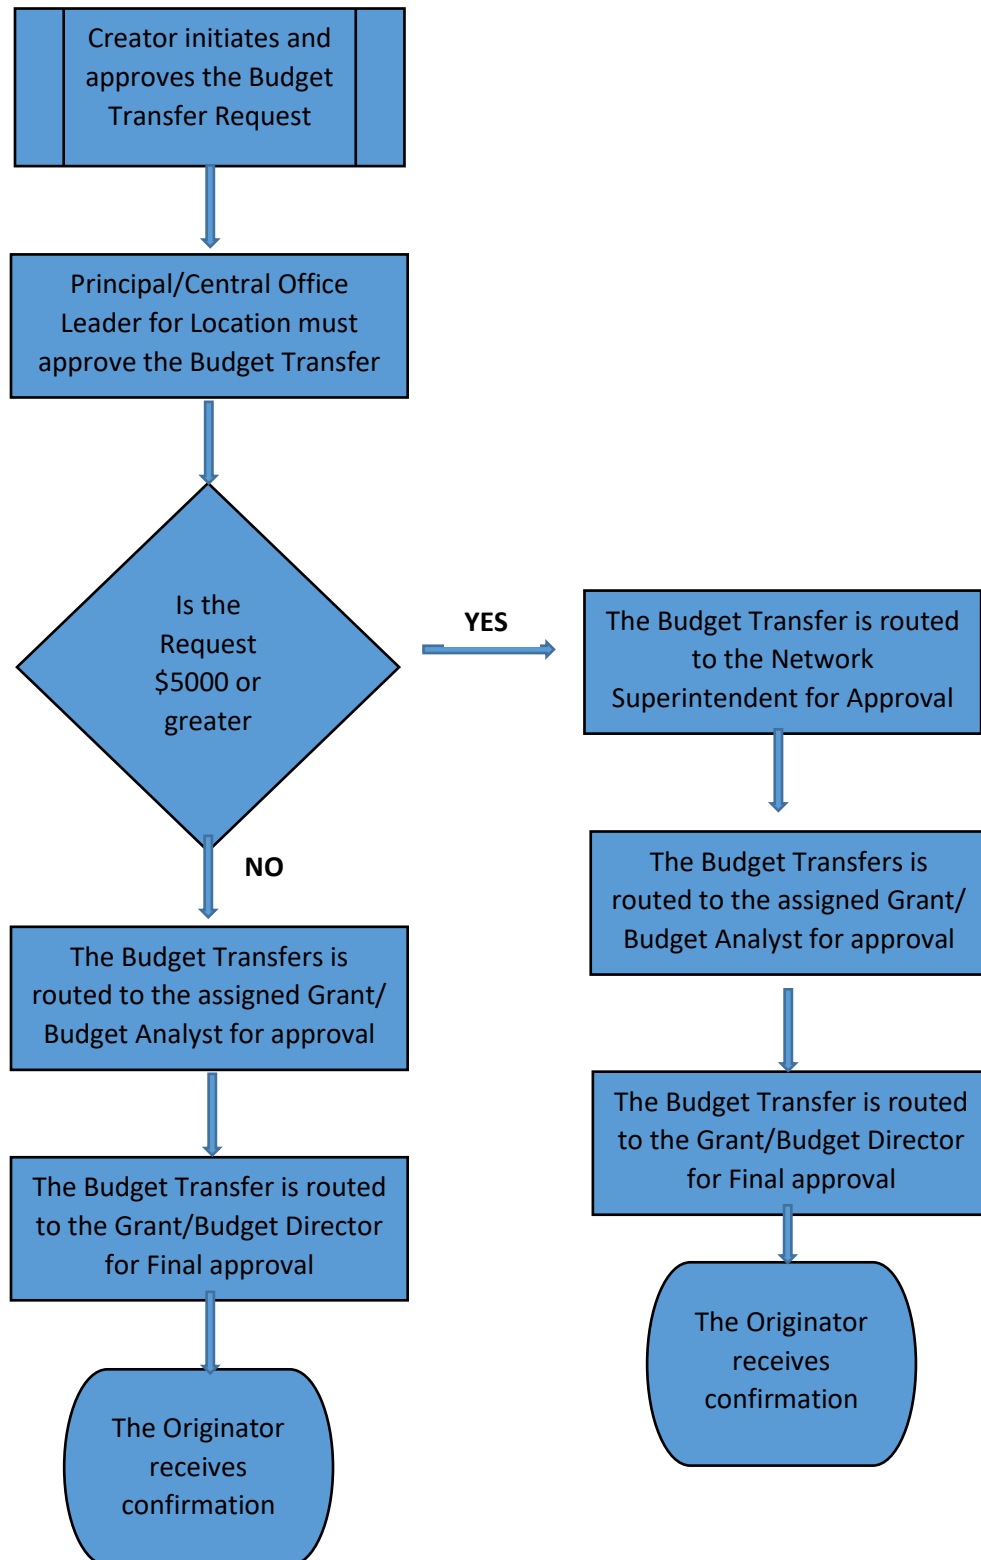 Creator initiates and
approves the Budget
Transfer Request
Principal/Central Office
Leader for Location must
approve the Budget Transfer
Is the
Request
$5000 or
greater
YES
The Budget Transfer is routed
to the Network
Superintendent for Approval
The Budget Transfers is
routed to the assigned Grant/
Budget Analyst for approval
The Budget Transfer is routed
to the Grant/Budget Director
for Final approval
The Originator
receives
confirmation
NO
The Budget Transfers is
routed to the assigned Grant/
Budget Analyst for approval
The Budget Transfer is routed
to the Grant/Budget Director
for Final approval
The Originator
receives
confirmation